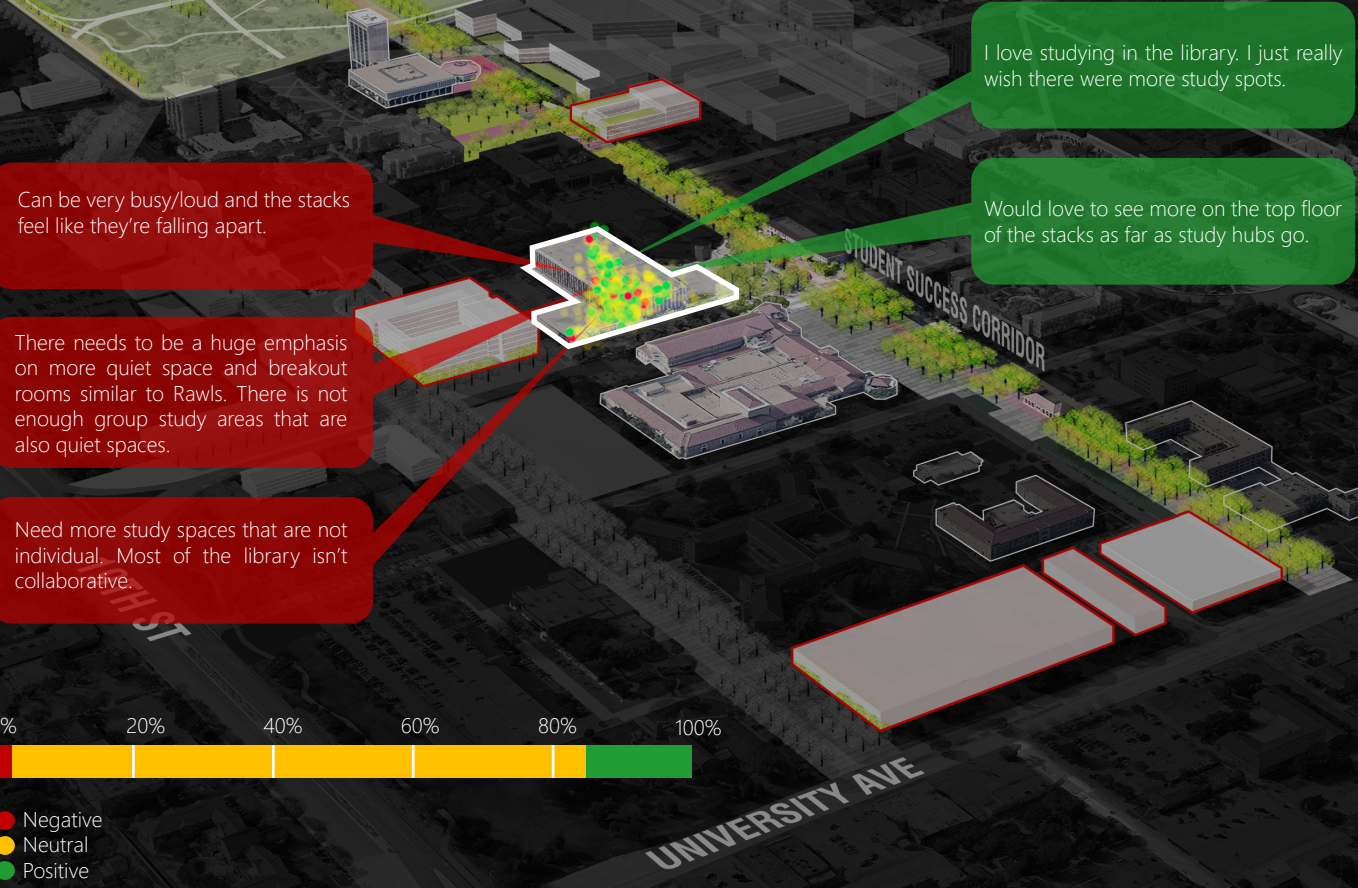 I love studying in the library. I just really
wish there were more study spots.
Can be very busy/loud and the stacks
feel like they're falling apart.
Would love to see more on the top floor
of the stacks as far as study hubs go.
STUDENT SUCCESS CORRIDOR
There needs to be a huge emphasis
on more quiet space and breakout
rooms similar to Rawls. There is not
enough group study areas that are
also quiet spaces.
Need more study spaces that are not
individual. Most of the library isn't
collaborative.
ST
% 20% 40% 60% 80% 100%
UNIVERSITY AVE
Negative
Neutral
Positive